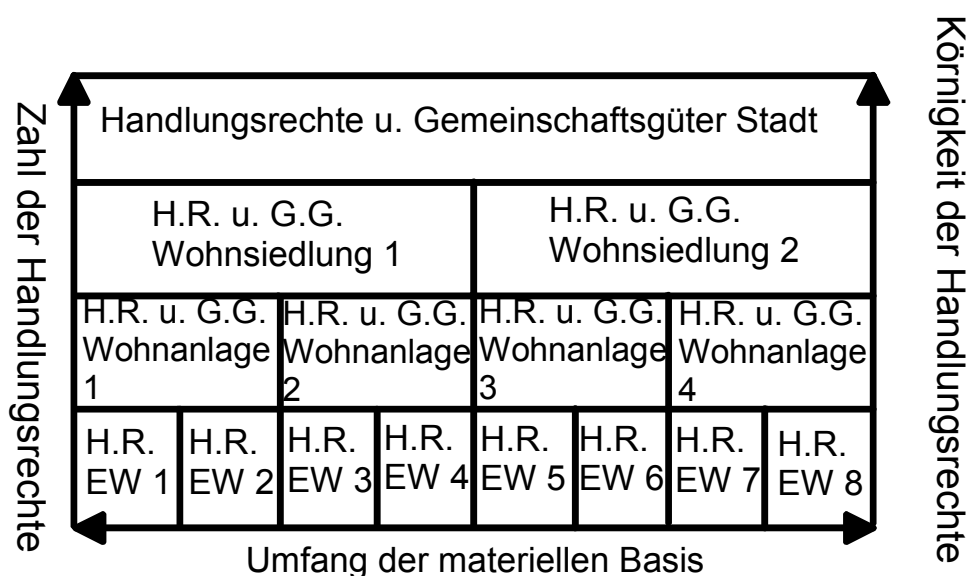 Zahl der Handlungsrechte
Körnigkeit der Handlungsrechte
Handlungsrechte u. Gemeinschaftsgüter Stadt
H.R. u. G.G.
Wohnsiedlung 1
H.R. u. G.G.
Wohnsiedlung 2
H.R. u. G.G.
Wohnanlage
1
H.R. u. G.G.
Wohnanlage
2
H.R. u. G.G.
Wohnanlage
3
H.R. u. G.G.
Wohnanlage
4
H.R.
EW 1
H.R.
EW 2
H.R.
EW 3
H.R.
EW 4
H.R.
EW 5
H.R.
EW 6
H.R.
EW 7
H.R.
EW 8
Umfang der materiellen Basis